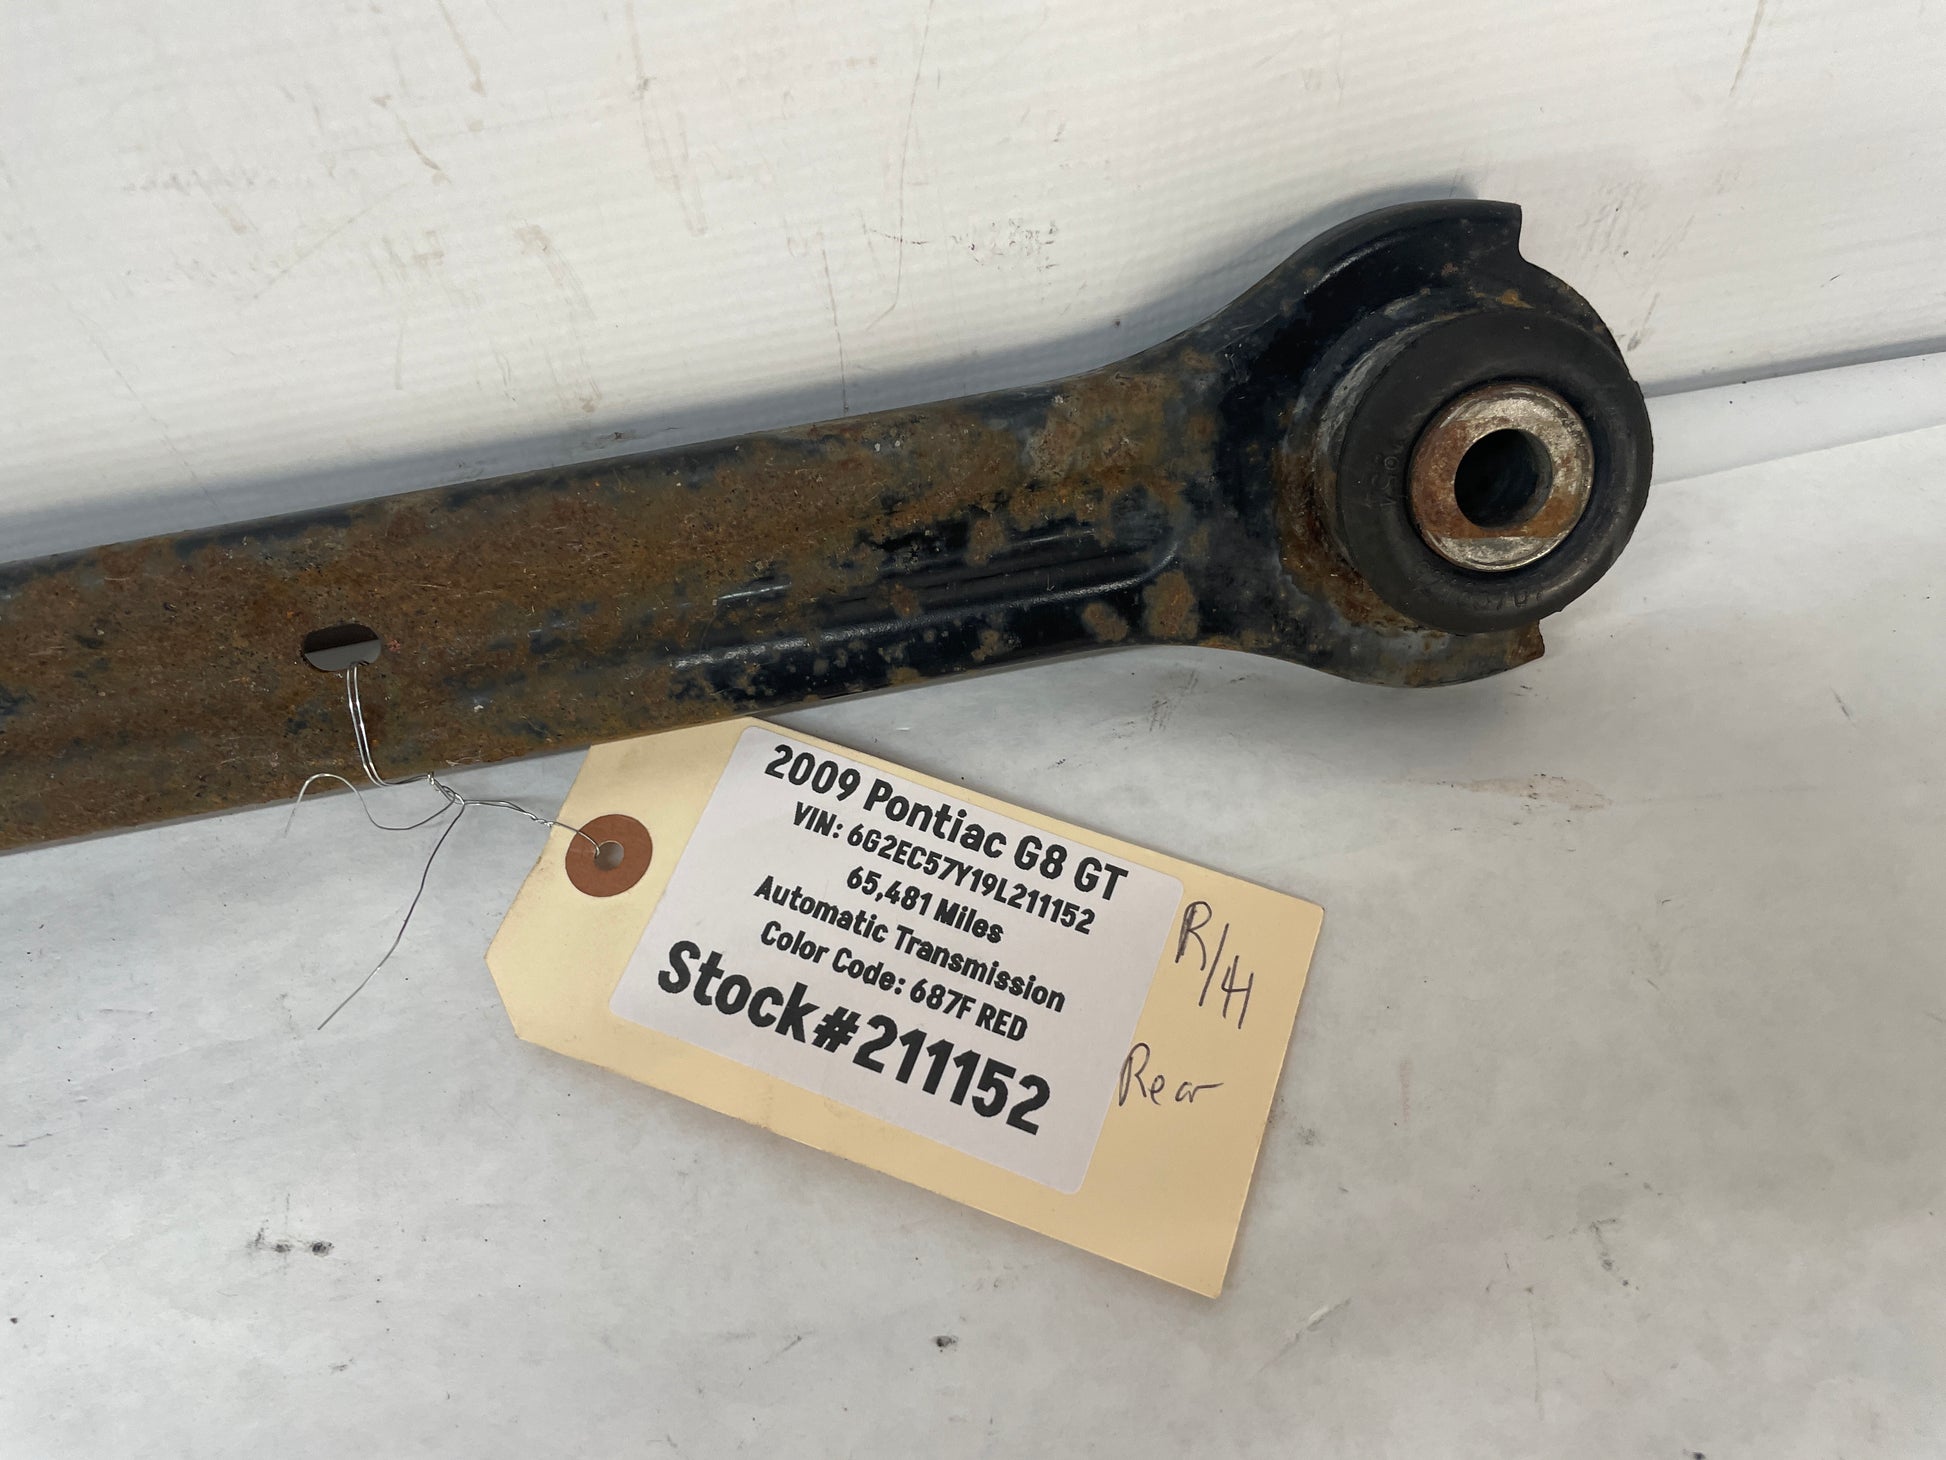 2009 Pontiac G8 GT
VIN: 6G2EC57Y19L211152
65,481 Miles
Automatic Transmission
Color Code: 687F RED
Stock#211152
R/H
Rear